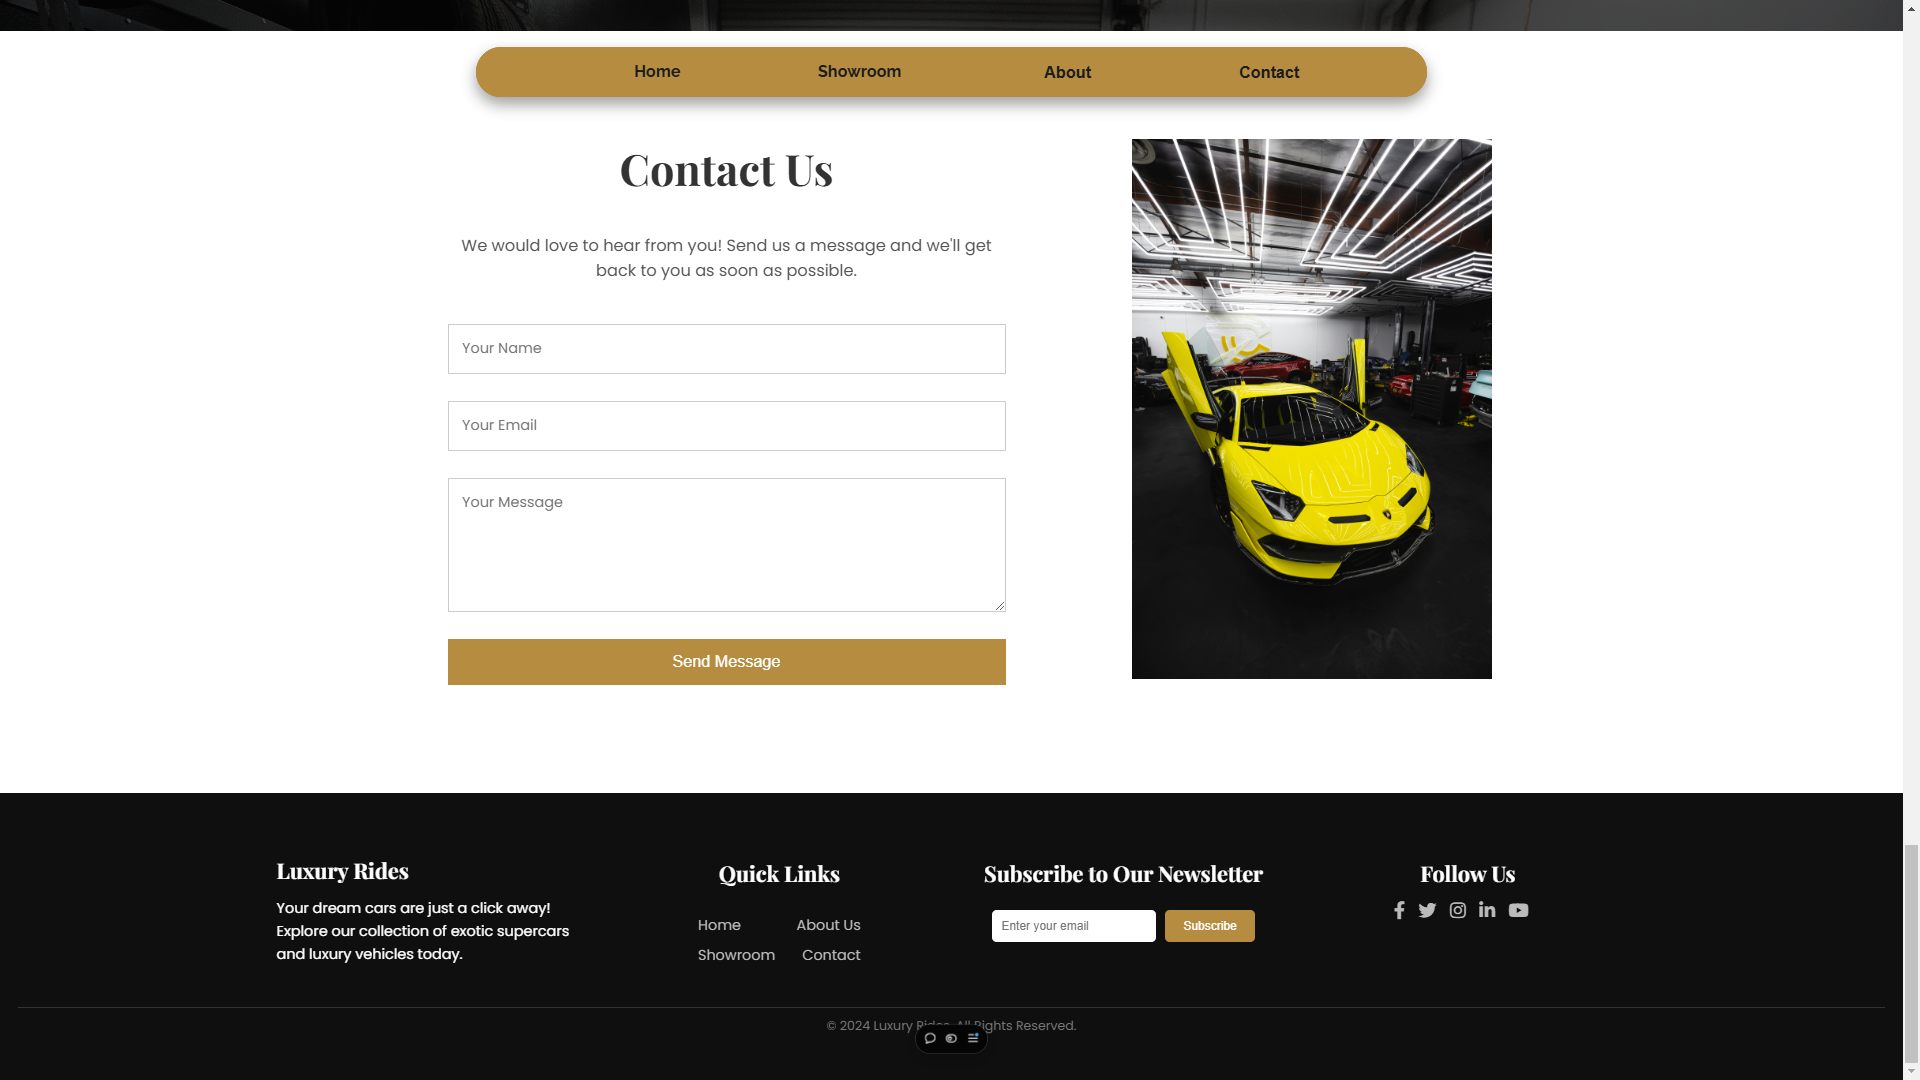 Home Showroom About Contact
Contact Us
We would love to hear from you! Send us a message and we'll get
back to you as soon as possible.
Your Name
Your Email
Your Message
Send Message
Luxury Rides
Your dream cars are just a click away!
Explore our collection of exotic supercars
and luxury vehicles today.
Quick Links
Home About Us
Showroom Contact
Subscribe to Our Newsletter
Enter your email Subscribe
Follow Us
© 2024 Luxury Rides. All Rights Reserved.